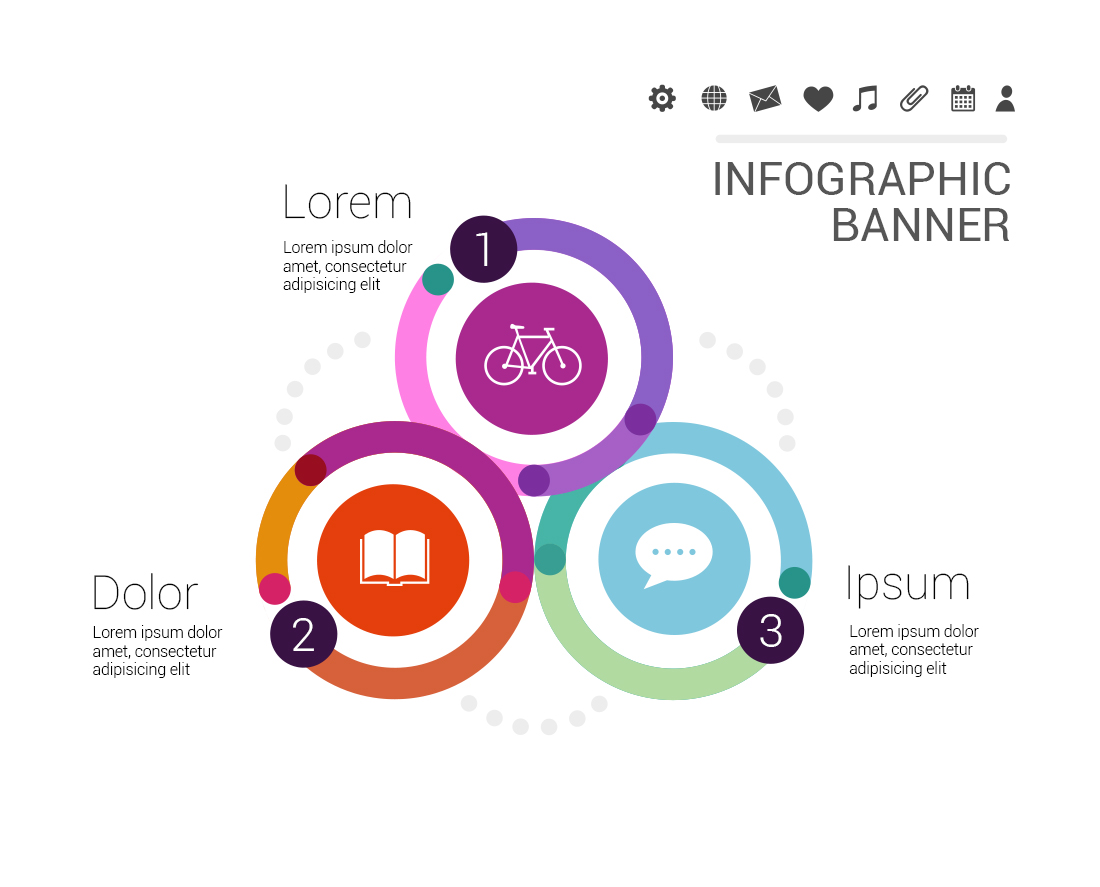 INFOGRAPHIC
BANNER
Lorem
Lorem ipsum dolor
amet, consectetur
adipisicing elit
1
Dolor
Lorem ipsum dolor
amet, consectetur
adipisicing elit
2
3
Ipsum
Lorem ipsum dolor
amet, consectetur
adipisicing elit